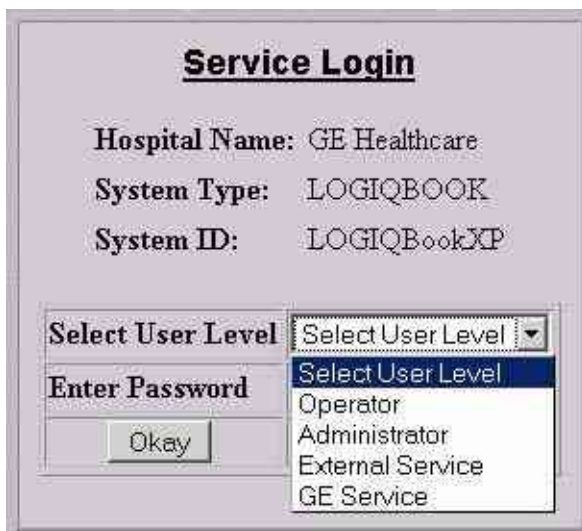 Service Login
Hospital Name: GE Healthcare
System Type: LOGIQBOOK
System ID: LOGIQBookXP
Select User Level Select User Level
Enter Password Select User Level
Operator
Okay Administrator
External Service
GE Service